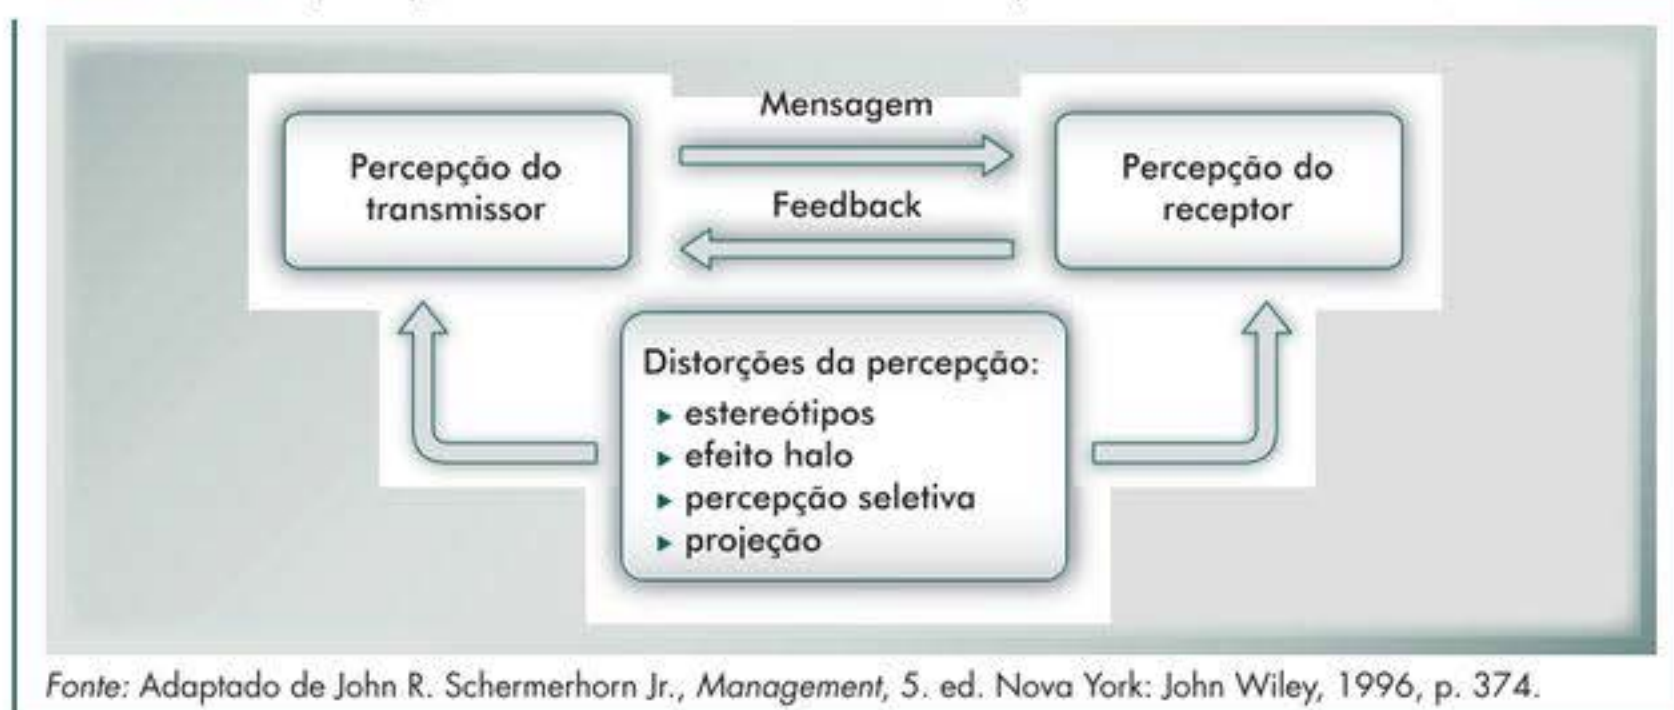 Mensagem
Percepção do
transmissor
Percepção do
receptor
Feedback
Distorções da percepção:
▸ estereótipos
▸ efeito halo
▸ percepção seletiva
▸ projeção
Fonte: Adaptado de John R. Schermerhorn Jr., Management, 5. ed. Nova York: John Wiley, 1996, p. 374.